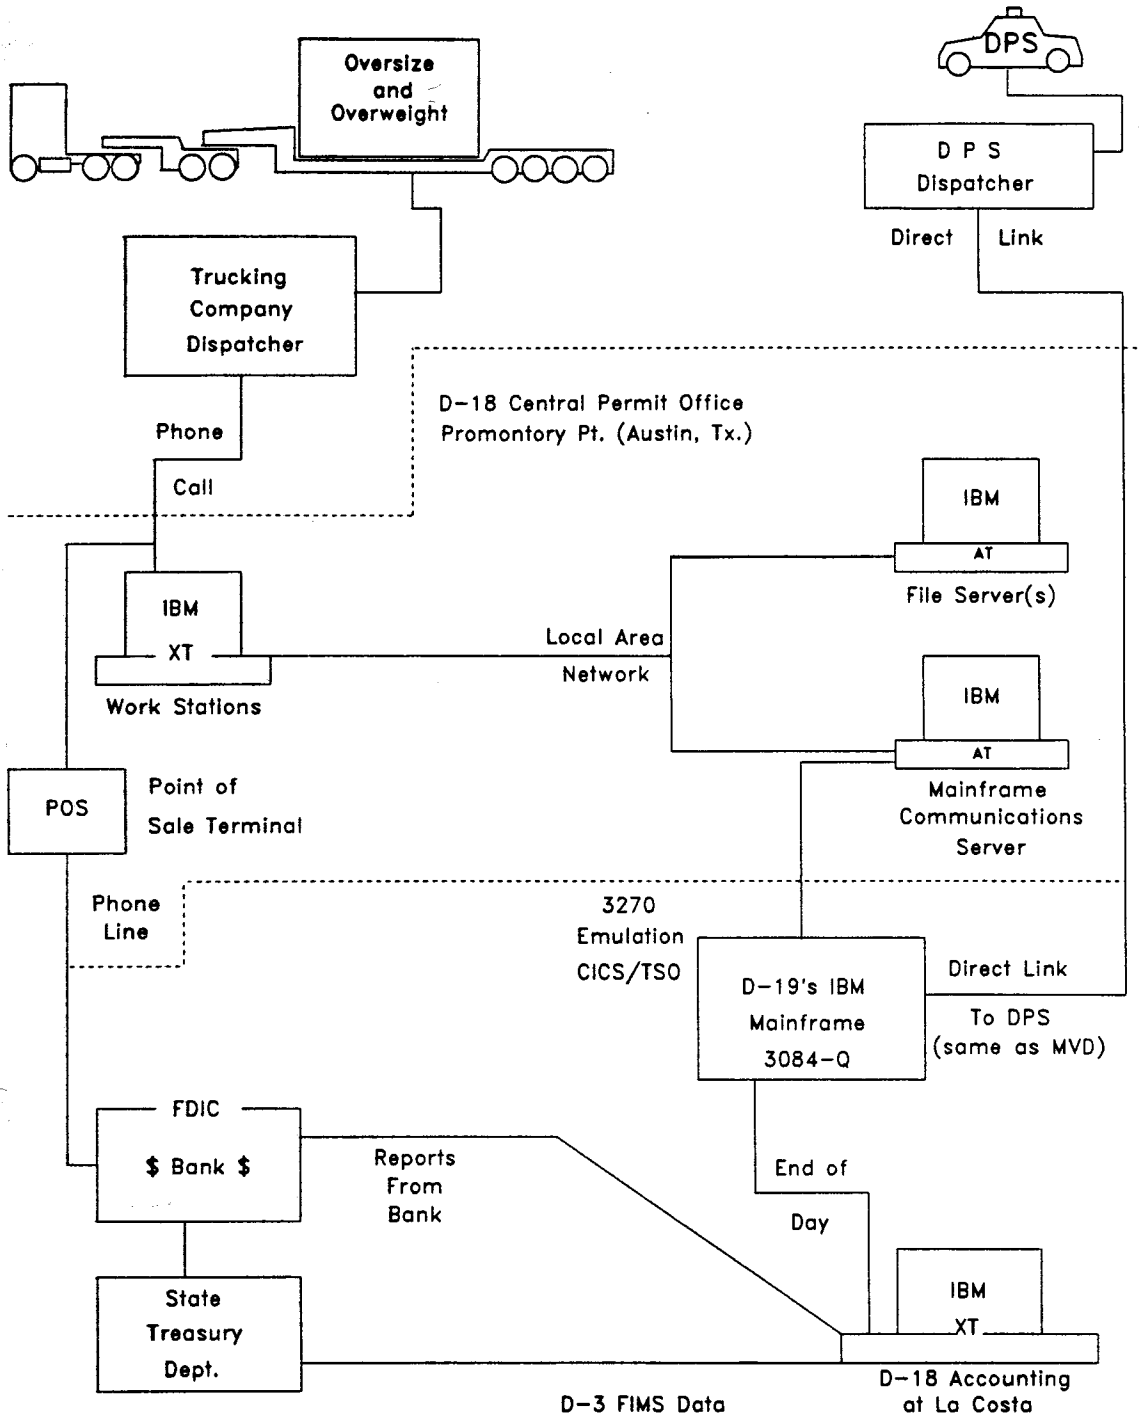 Oversize
and
Overweight
DPS
D P S
Dispatcher
Direct Link
Trucking
Company
Dispatcher
Phone
Call
D-18 Central Permit Office
Promontory Pt. (Austin, Tx.)
IBM
AT
File Server(s)
IBM
XT
Work Stations
Local Area
Network
IBM
AT
Mainframe
Communications
Server
POS
Point of
Sale Terminal
Phone
Line
3270
Emulation
CICS/TSO
D-19's IBM
Mainframe
3084-Q
Direct Link
To DPS
(same as MVD)
FDIC
$ Bank $
Reports
From
Bank
End of
Day
State
Treasury
Dept.
IBM
XT
D-18 Accounting
at La Costa
D-3 FIMS Data